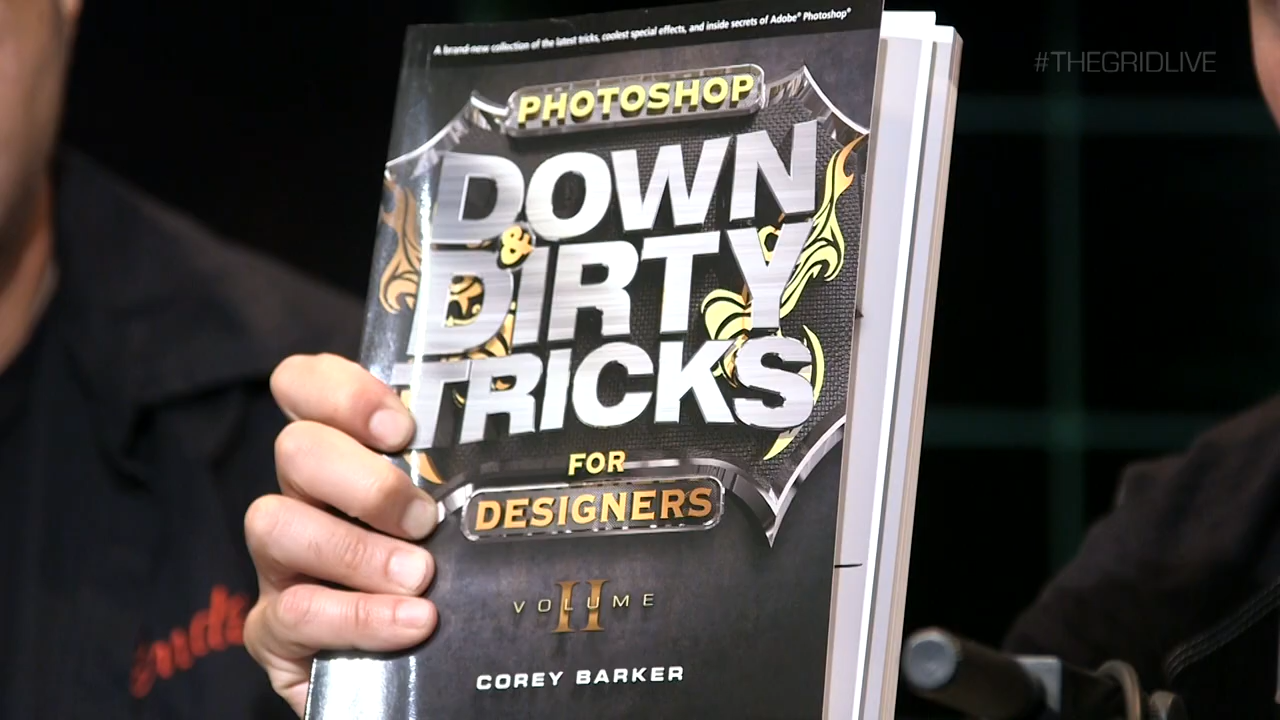 A brand-new collection of the latest tricks, coolest special effects, and inside secrets of Adobe® Photoshop®
#THEGRIDLIVE
PHOTOSHOP
DOWN
&
DIRTY
TRICKS
FOR
DESIGNERS
VOLUME
II
COREY BARKER